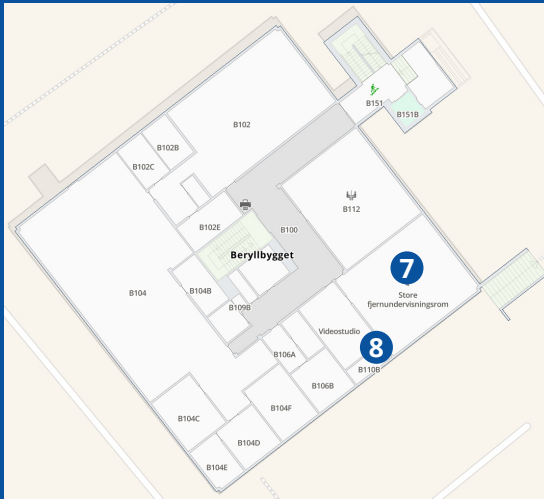 B102
B151
B151B
B102B
B102C
B112
B102E
B100
Beryllbygget
7
B104
B104B
Store
fjernundervisningsrom
B109B
Videostudio
8
B106A
B110B
B106B
B104F
B104C
B104D
B104E